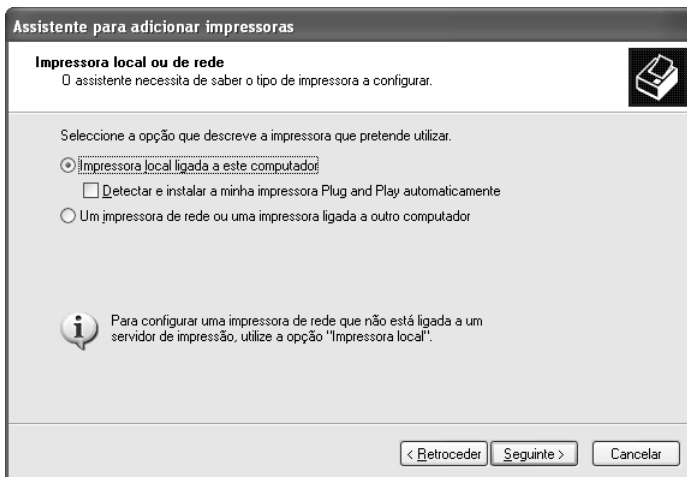 Assistente para adicionar impressoras
Impressora local ou de rede
O assistente necessita de saber o tipo de impressora a configurar.
Seleccione a opção que descreve a impressora que pretende utilizar.
Impressora local ligada a este computador
Detectar e instalar a minha impressora Plug and Play automaticamente
Um impressora de rede ou uma impressora ligada a outro computador
Para configurar uma impressora de rede que não está ligada a um
servidor de impressão, utilize a opção "Impressora local".
< Retroceder Seguinte > Cancelar